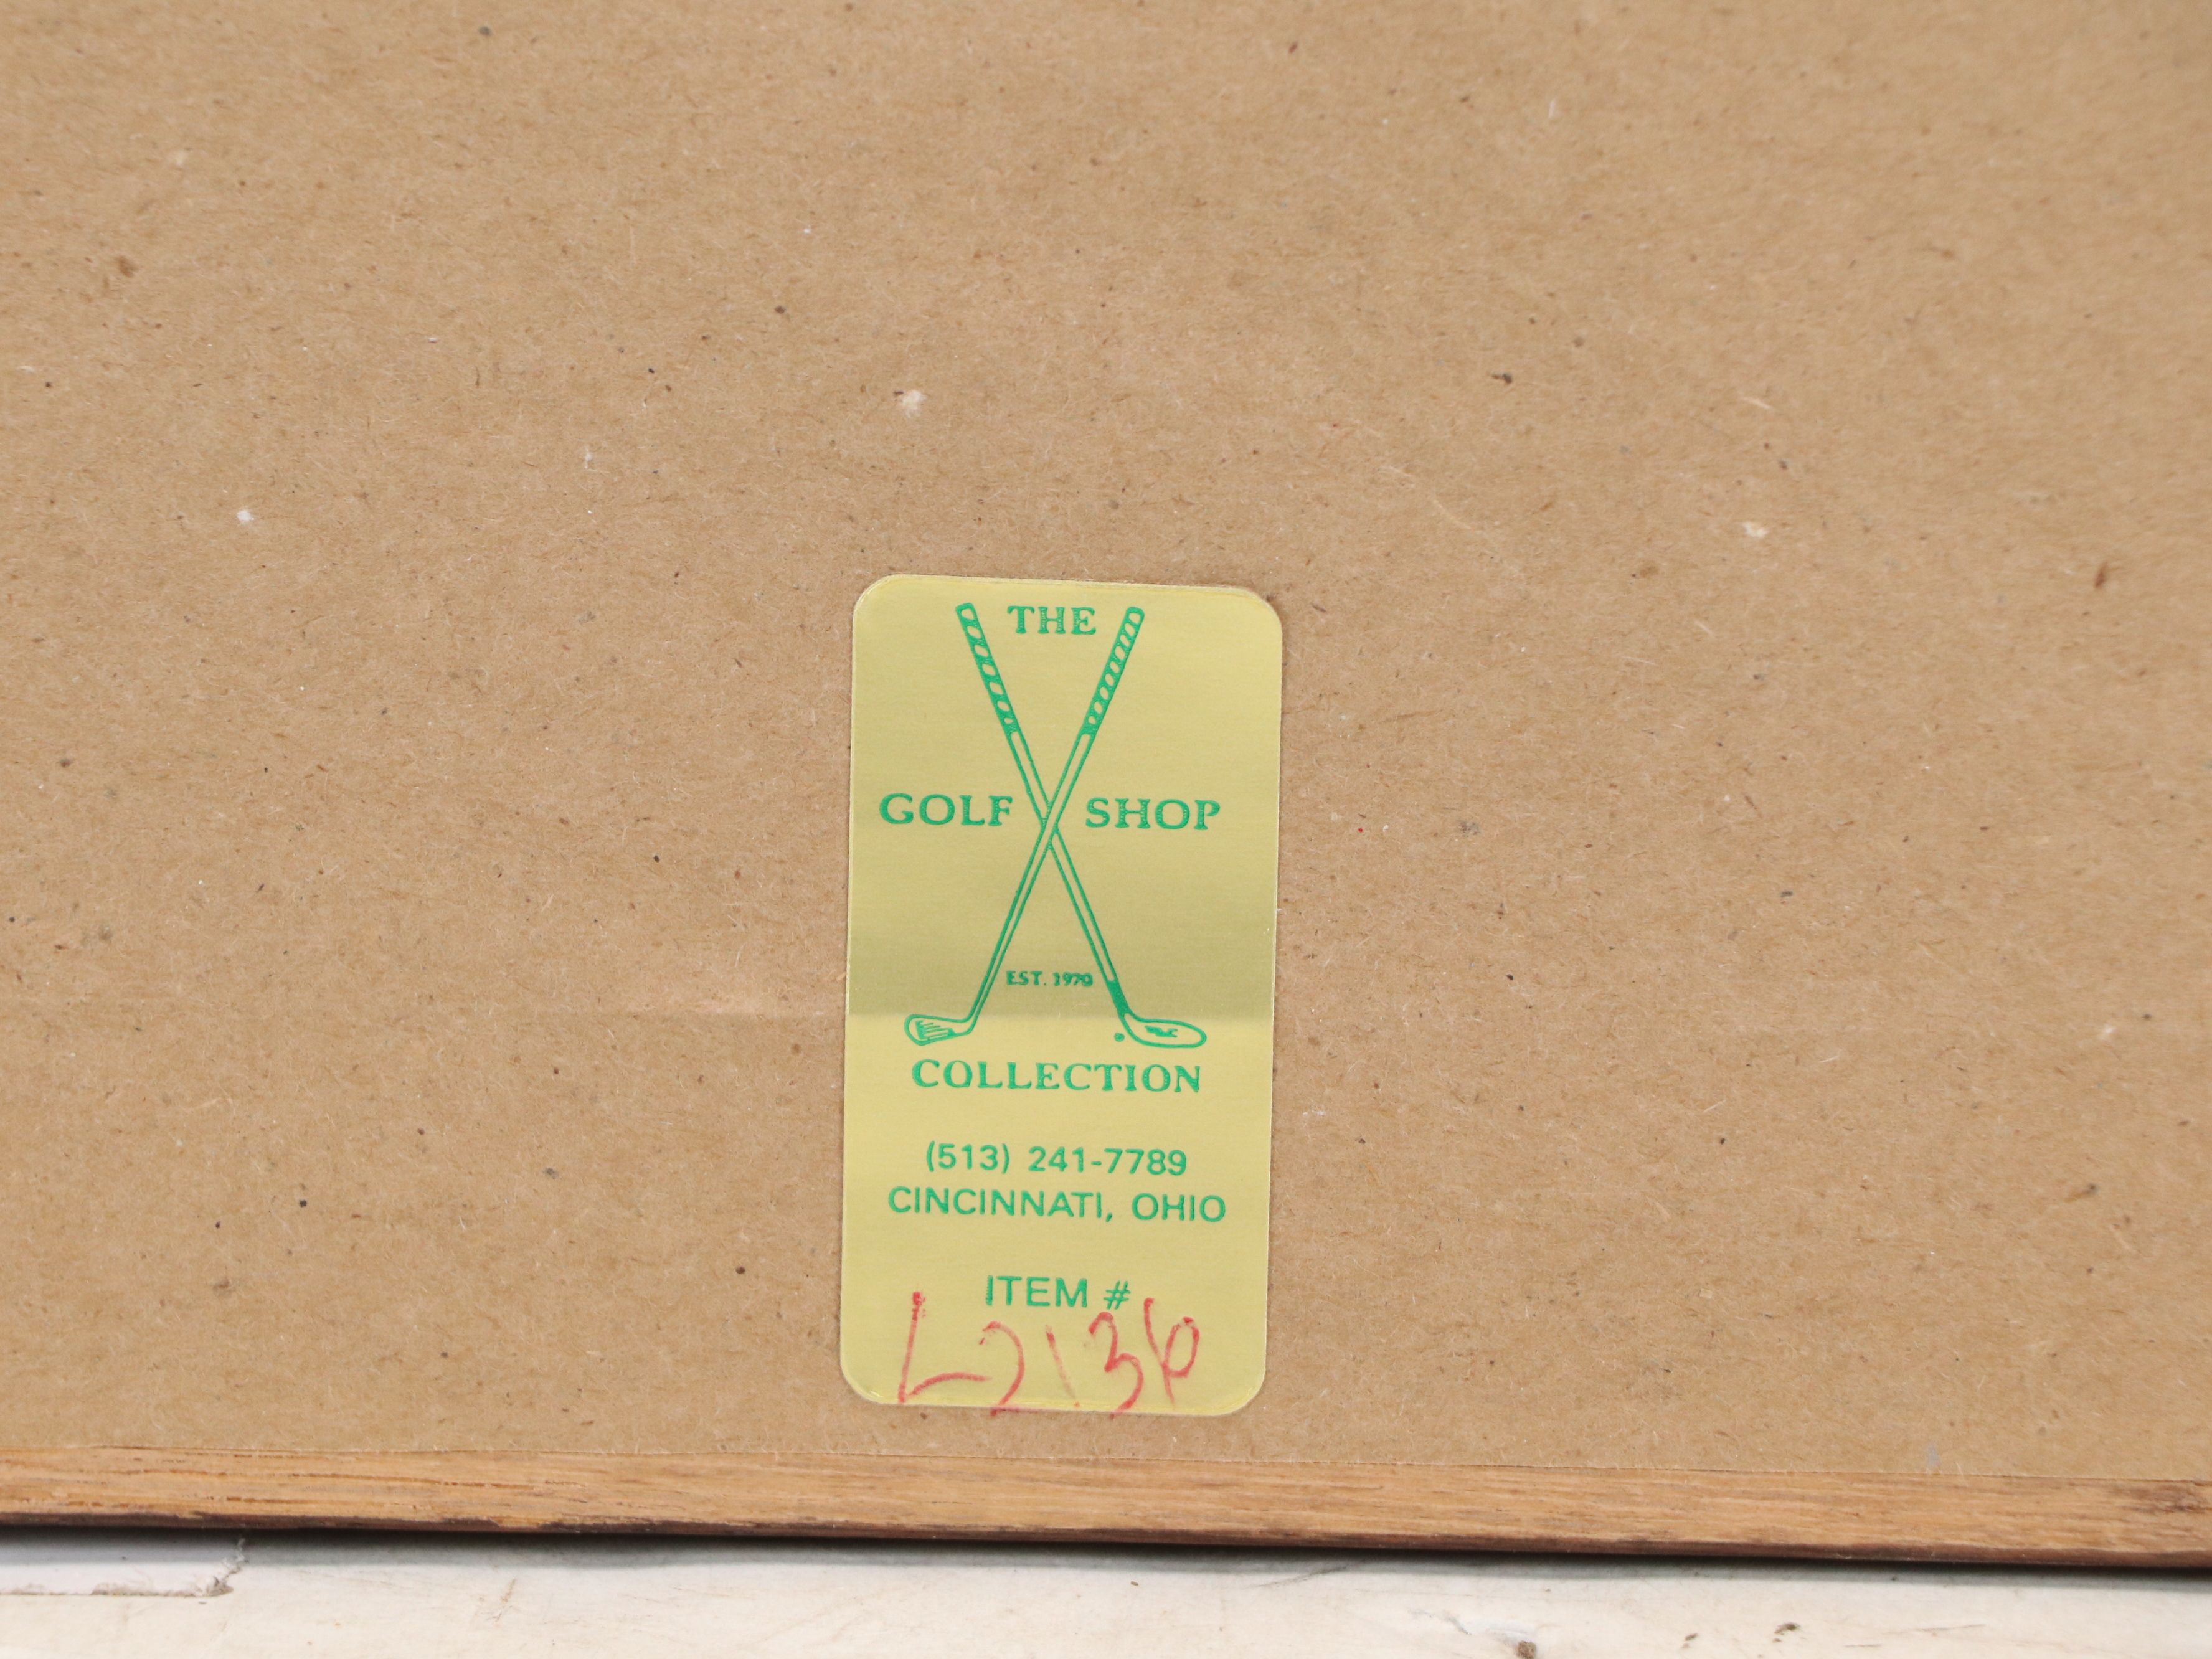 THE
GOLF SHOP
EST. 1970
COLLECTION
(513) 241-7789
CINCINNATI, OHIO
ITEM #
L2136